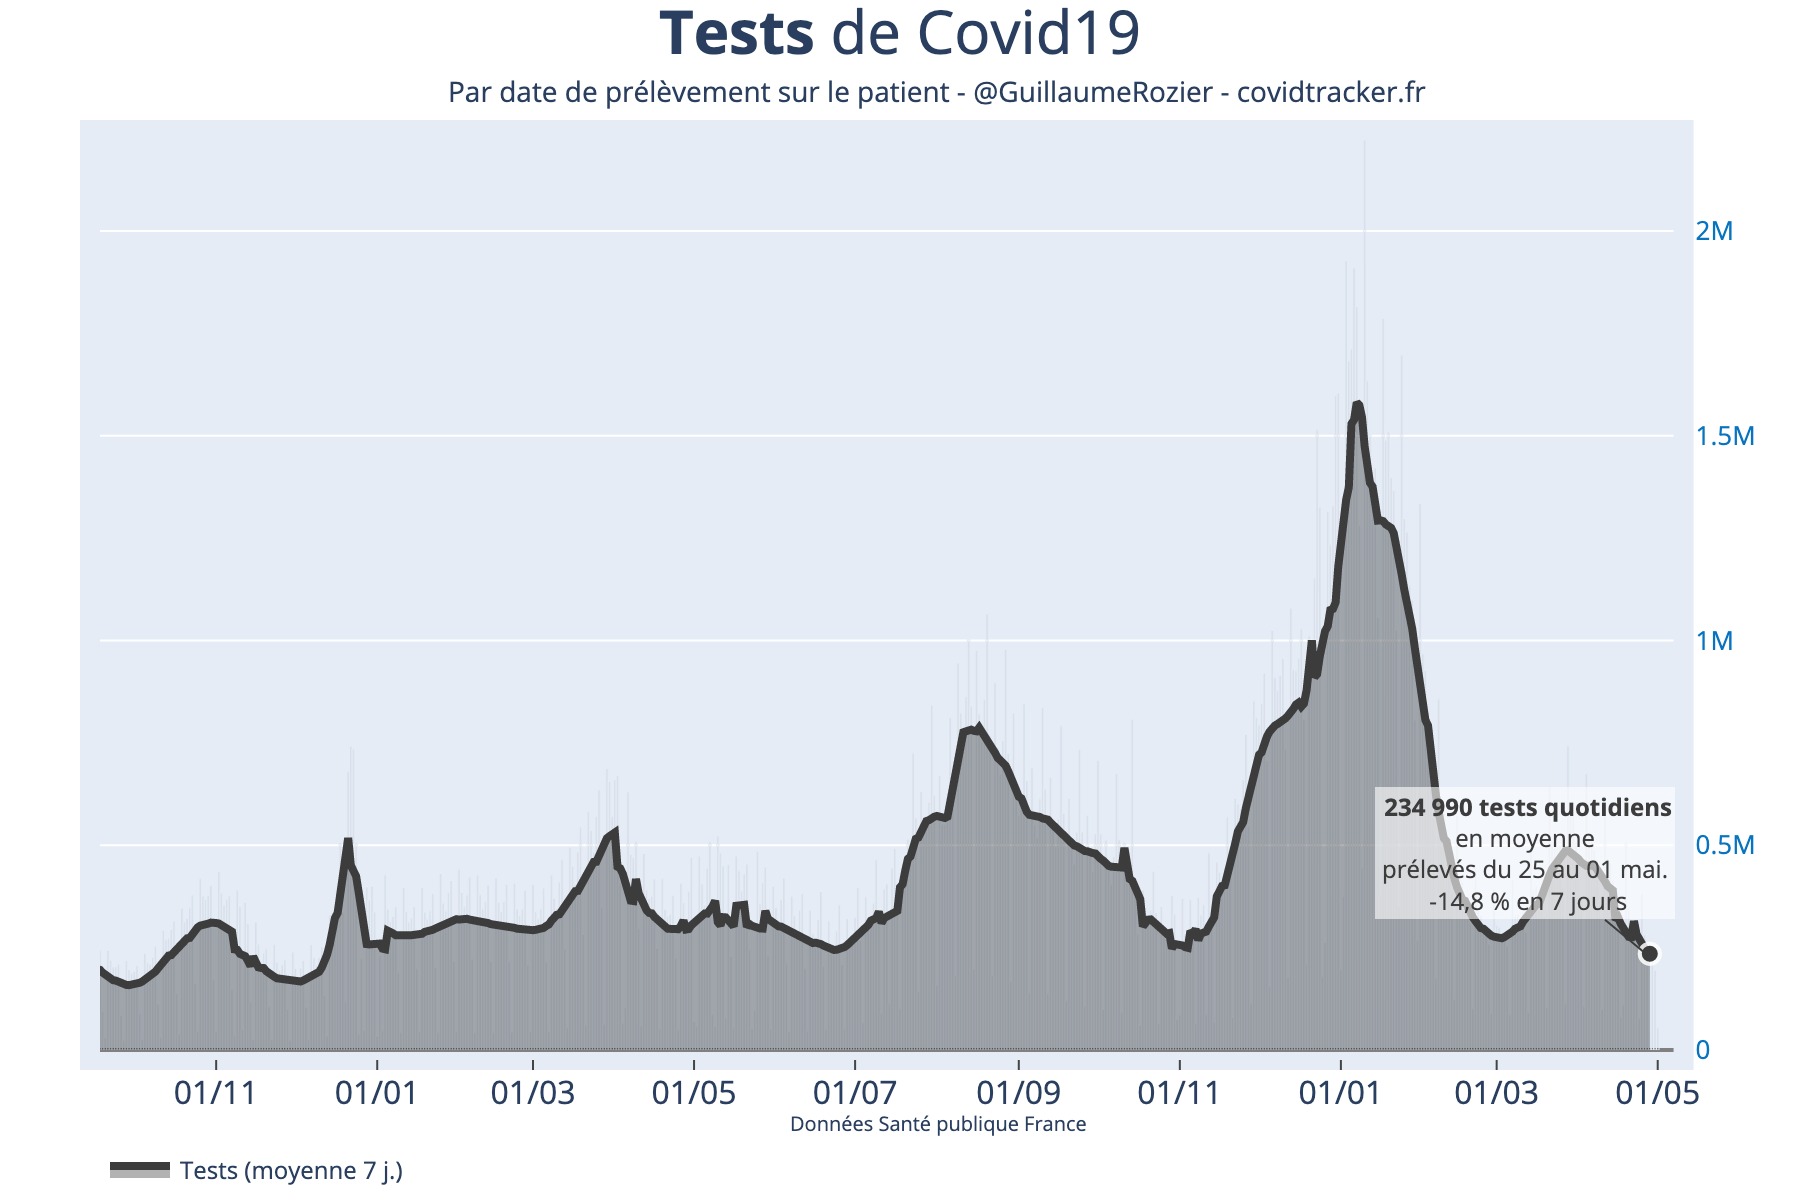 Tests de Covid19
Par date de prélèvement sur le patient - @GuillaumeRozier - covidtracker.fr
2M
1.5M
1M
234 990 tests quotidiens
en moyenne
prélevés du 25 au 01 mai.
-14,8 % en 7 jours
0.5M
0
01/11 01/01 01/03 01/05 01/07 01/09 01/11 01/01 01/03 01/05
Données Santé publique France
Tests (moyenne 7 j.)